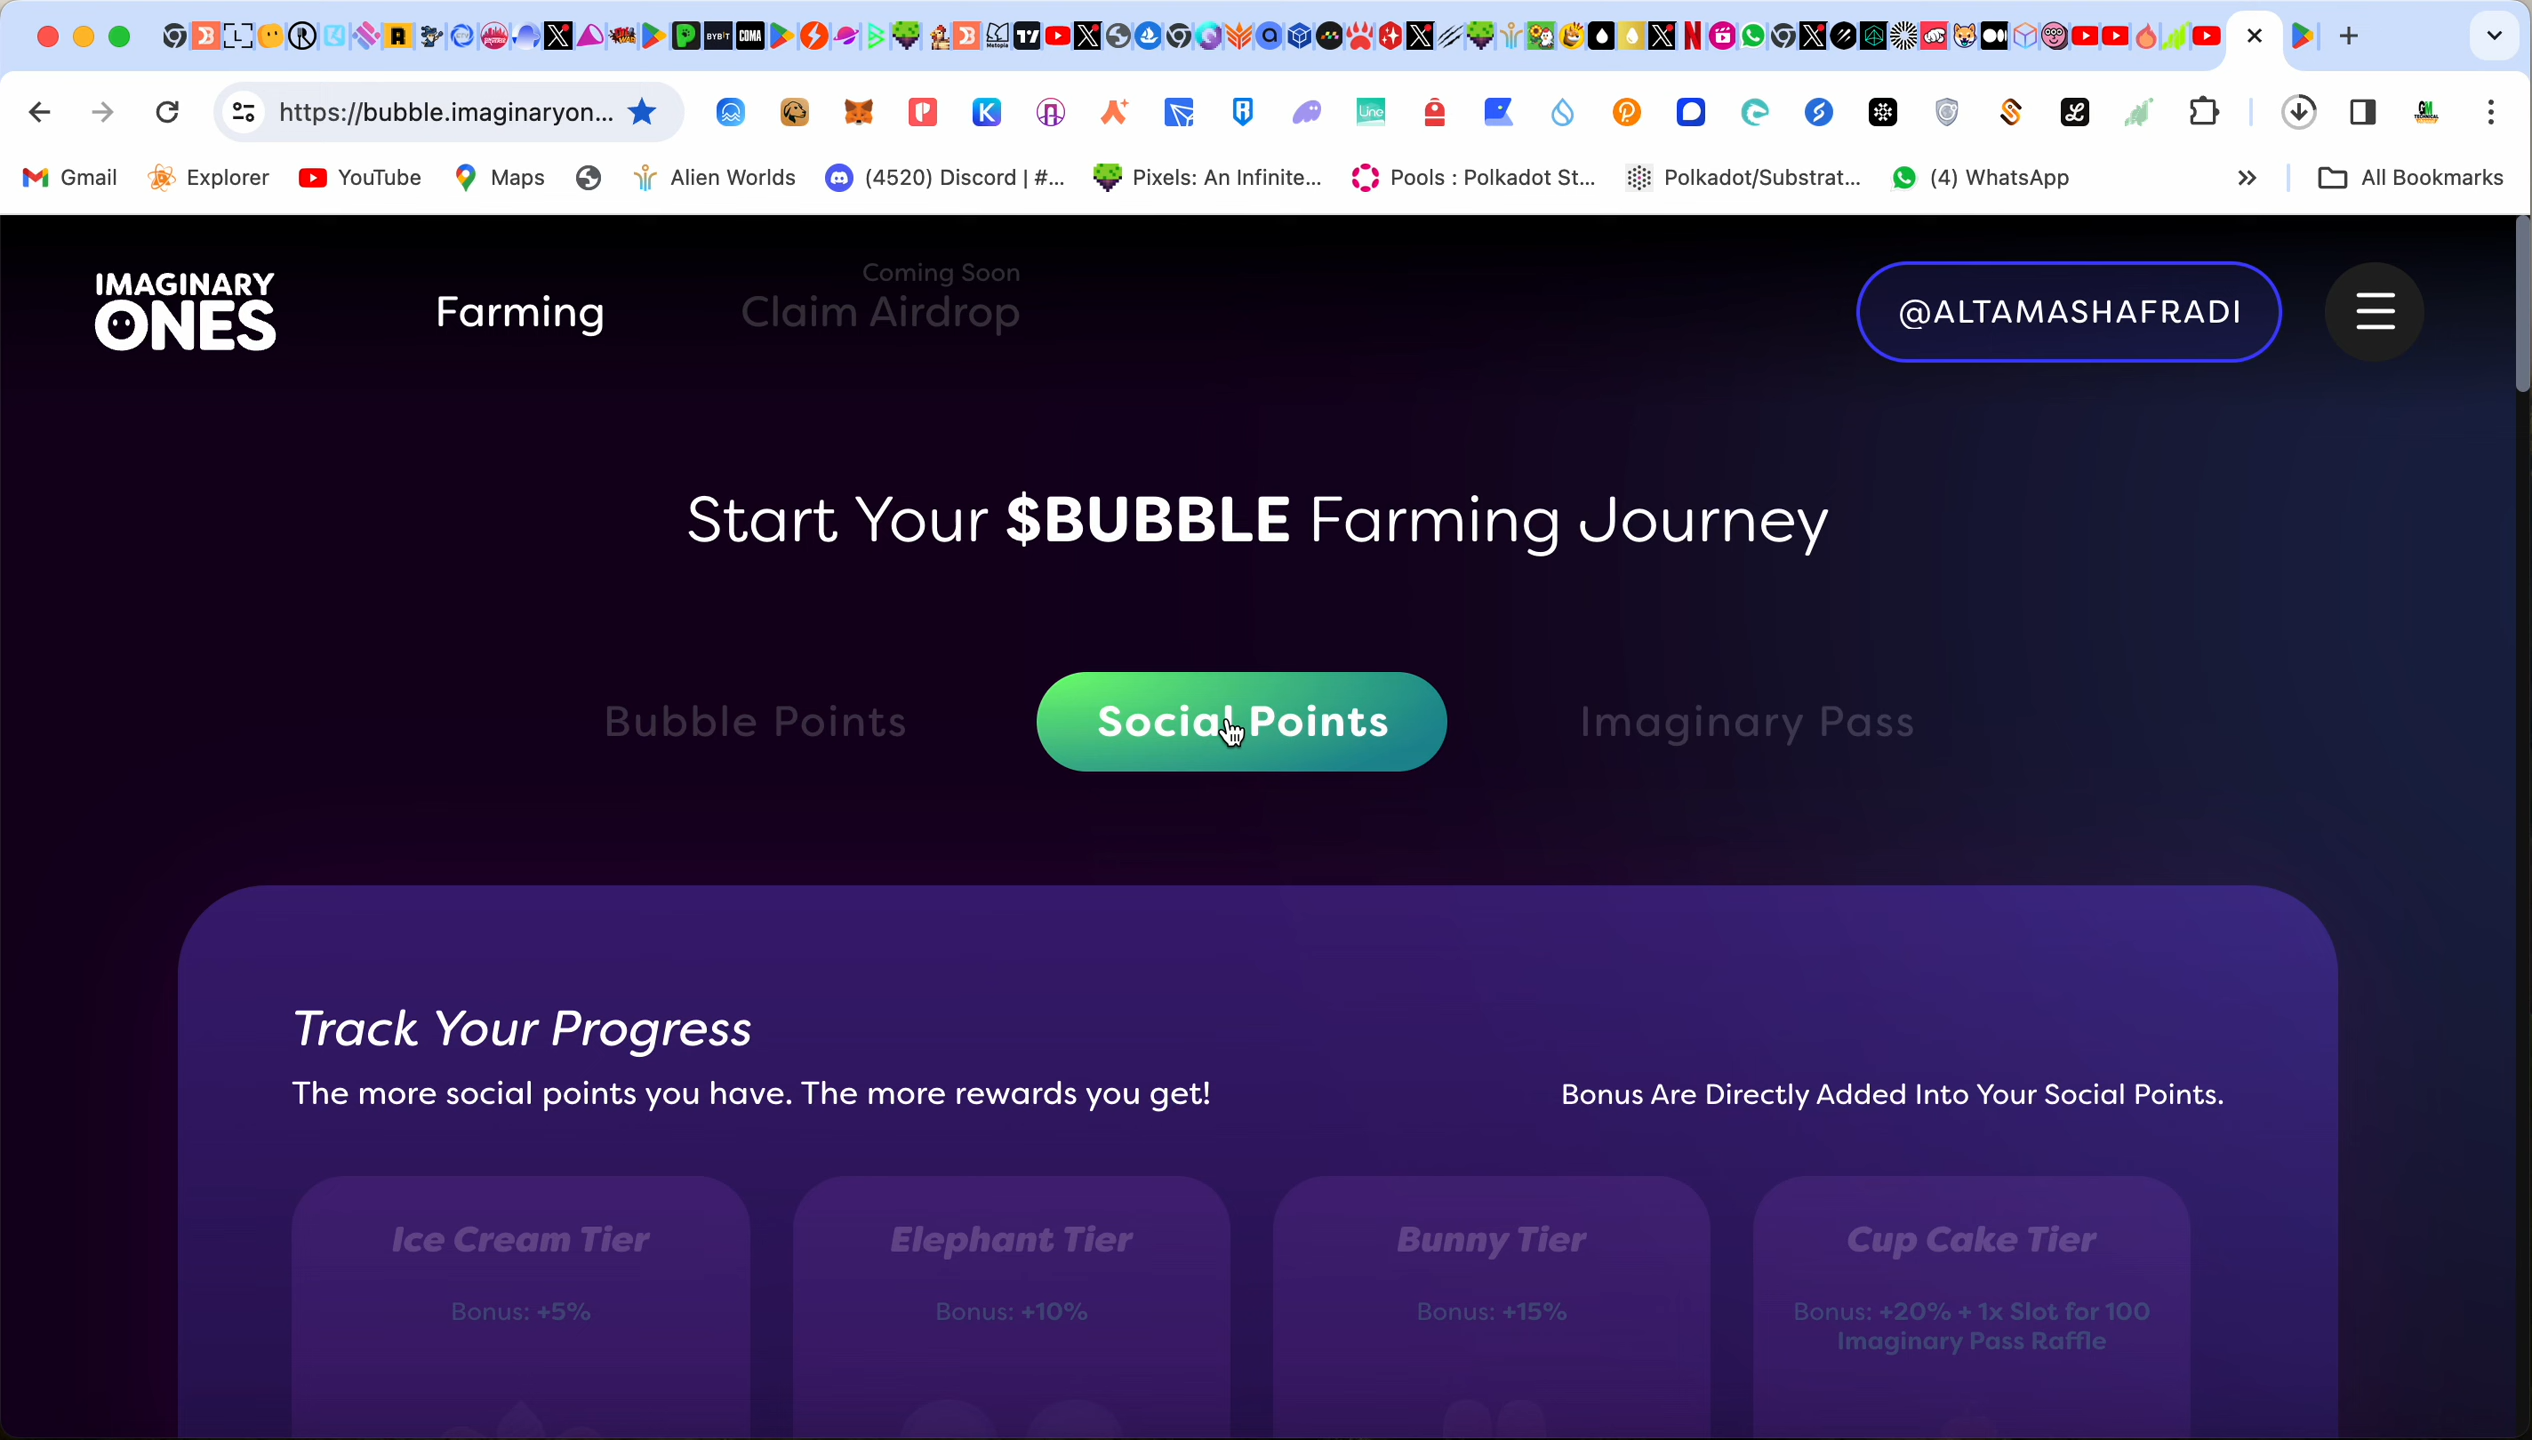 https://bubble.imaginaryon...
Gmail
Explorer
YouTube
Maps
Alien Worlds
(4520) Discord | #...
Pixels: An Infinite...
Pools : Polkadot St...
Polkadot/Substrat...
(4) WhatsApp
All Bookmarks
IMAGINARY
ONES
Farming
Coming Soon
Claim Airdrop
@ALTAMASHAFRADI
Start Your $BUBBLE Farming Journey
Bubble Points
Social Points
Imaginary Pass
Track Your Progress
The more social points you have. The more rewards you get!
Bonus Are Directly Added Into Your Social Points.
Ice Cream Tier
Bonus: +5%
Elephant Tier
Bonus: +10%
Bunny Tier
Bonus: +15%
Cup Cake Tier
Bonus: +20% + 1x Slot for 100
Imaginary Pass Raffle